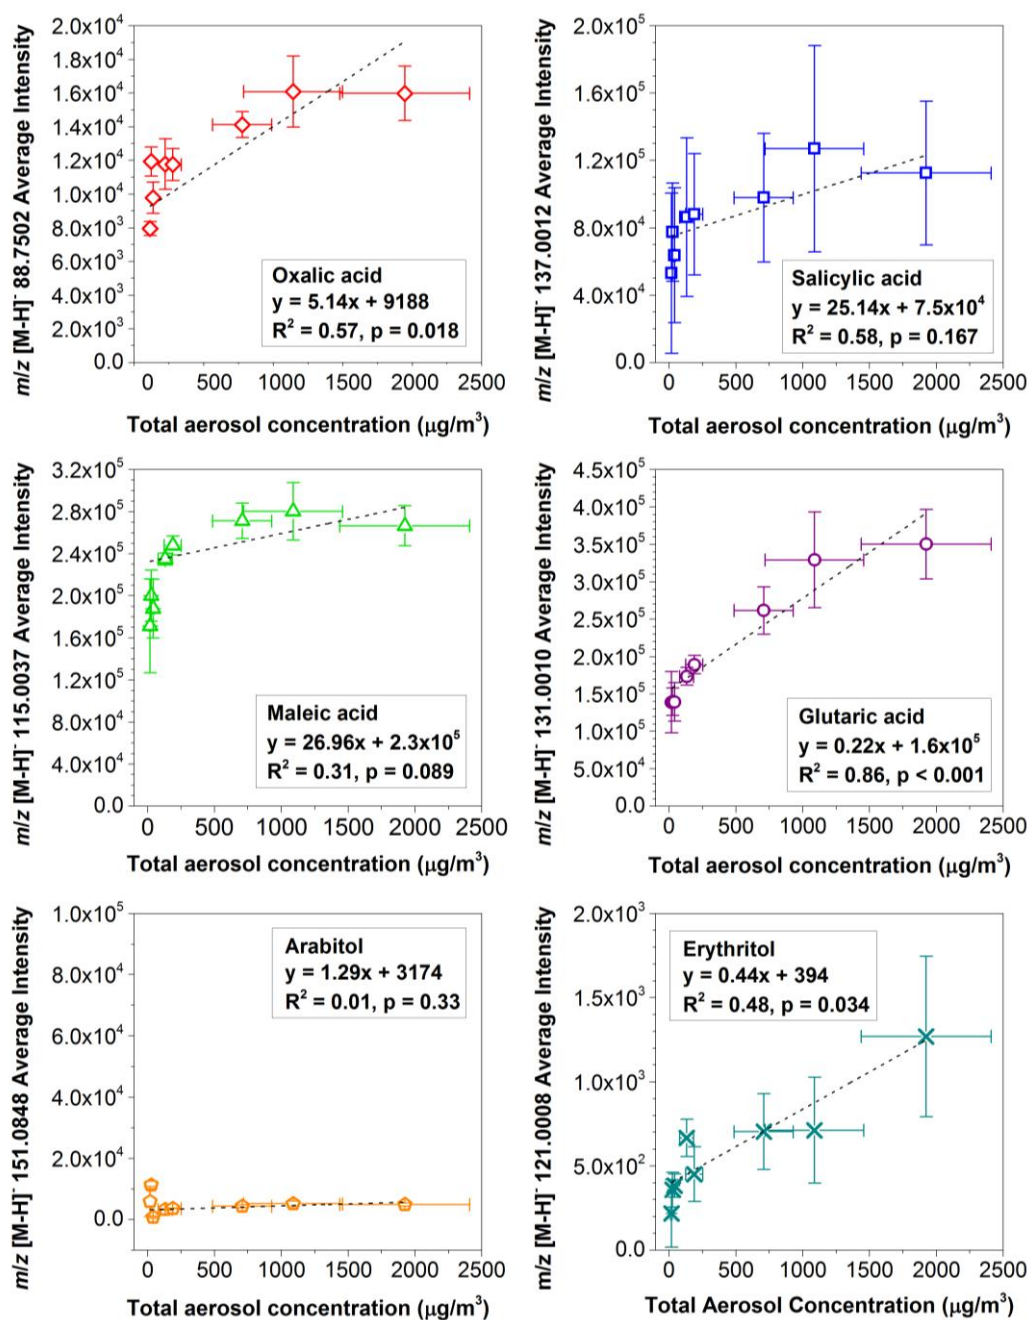 m/z [M-H]⁻ 88.7502 Average Intensity
2.0x10⁴
1.8x10⁴
1.6x10⁴
1.4x10⁴
1.2x10⁴
1.0x10⁴
8.0x10³
6.0x10³
4.0x10³
2.0x10³
0.0
Oxalic acid
y = 5.14x + 9188
R² = 0.57, p = 0.018
0 500 1000 1500 2000 2500
Total aerosol concentration (μg/m³)
m/z [M-H]⁻ 137.0012 Average Intensity
2.0x10⁵
1.6x10⁵
1.2x10⁵
8.0x10⁴
4.0x10⁴
0.0
Salicylic acid
y = 25.14x + 7.5x10⁴
R² = 0.58, p = 0.167
0 500 1000 1500 2000 2500
Total aerosol concentration (μg/m³)
m/z [M-H]⁻ 115.0037 Average Intensity
3.2x10⁵
2.8x10⁵
2.4x10⁵
2.0x10⁵
1.6x10⁵
1.2x10⁵
8.0x10⁴
4.0x10⁴
0.0
Maleic acid
y = 26.96x + 2.3x10⁵
R² = 0.31, p = 0.089
0 500 1000 1500 2000 2500
Total aerosol concentration (μg/m³)
m/z [M-H]⁻ 131.0010 Average Intensity
4.5x10⁵
4.0x10⁵
3.5x10⁵
3.0x10⁵
2.5x10⁵
2.0x10⁵
1.5x10⁵
1.0x10⁵
5.0x10⁴
0.0
Glutaric acid
y = 0.22x + 1.6x10⁵
R² = 0.86, p < 0.001
0 500 1000 1500 2000 2500
Total aerosol concentration (μg/m³)
m/z [M-H]⁻ 151.0848 Average Intensity
1.0x10⁵
8.0x10⁴
6.0x10⁴
4.0x10⁴
2.0x10⁴
0.0
Arabitol
y = 1.29x + 3174
R² = 0.01, p = 0.33
0 500 1000 1500 2000 2500
Total aerosol concentration (μg/m³)
m/z [M-H]⁻ 121.0008 Average Intensity
2.0x10³
1.5x10³
1.0x10³
5.0x10²
0.0
Erythritol
y = 0.44x + 394
R² = 0.48, p = 0.034
0 500 1000 1500 2000 2500
Total Aerosol Concentration (μg/m³)